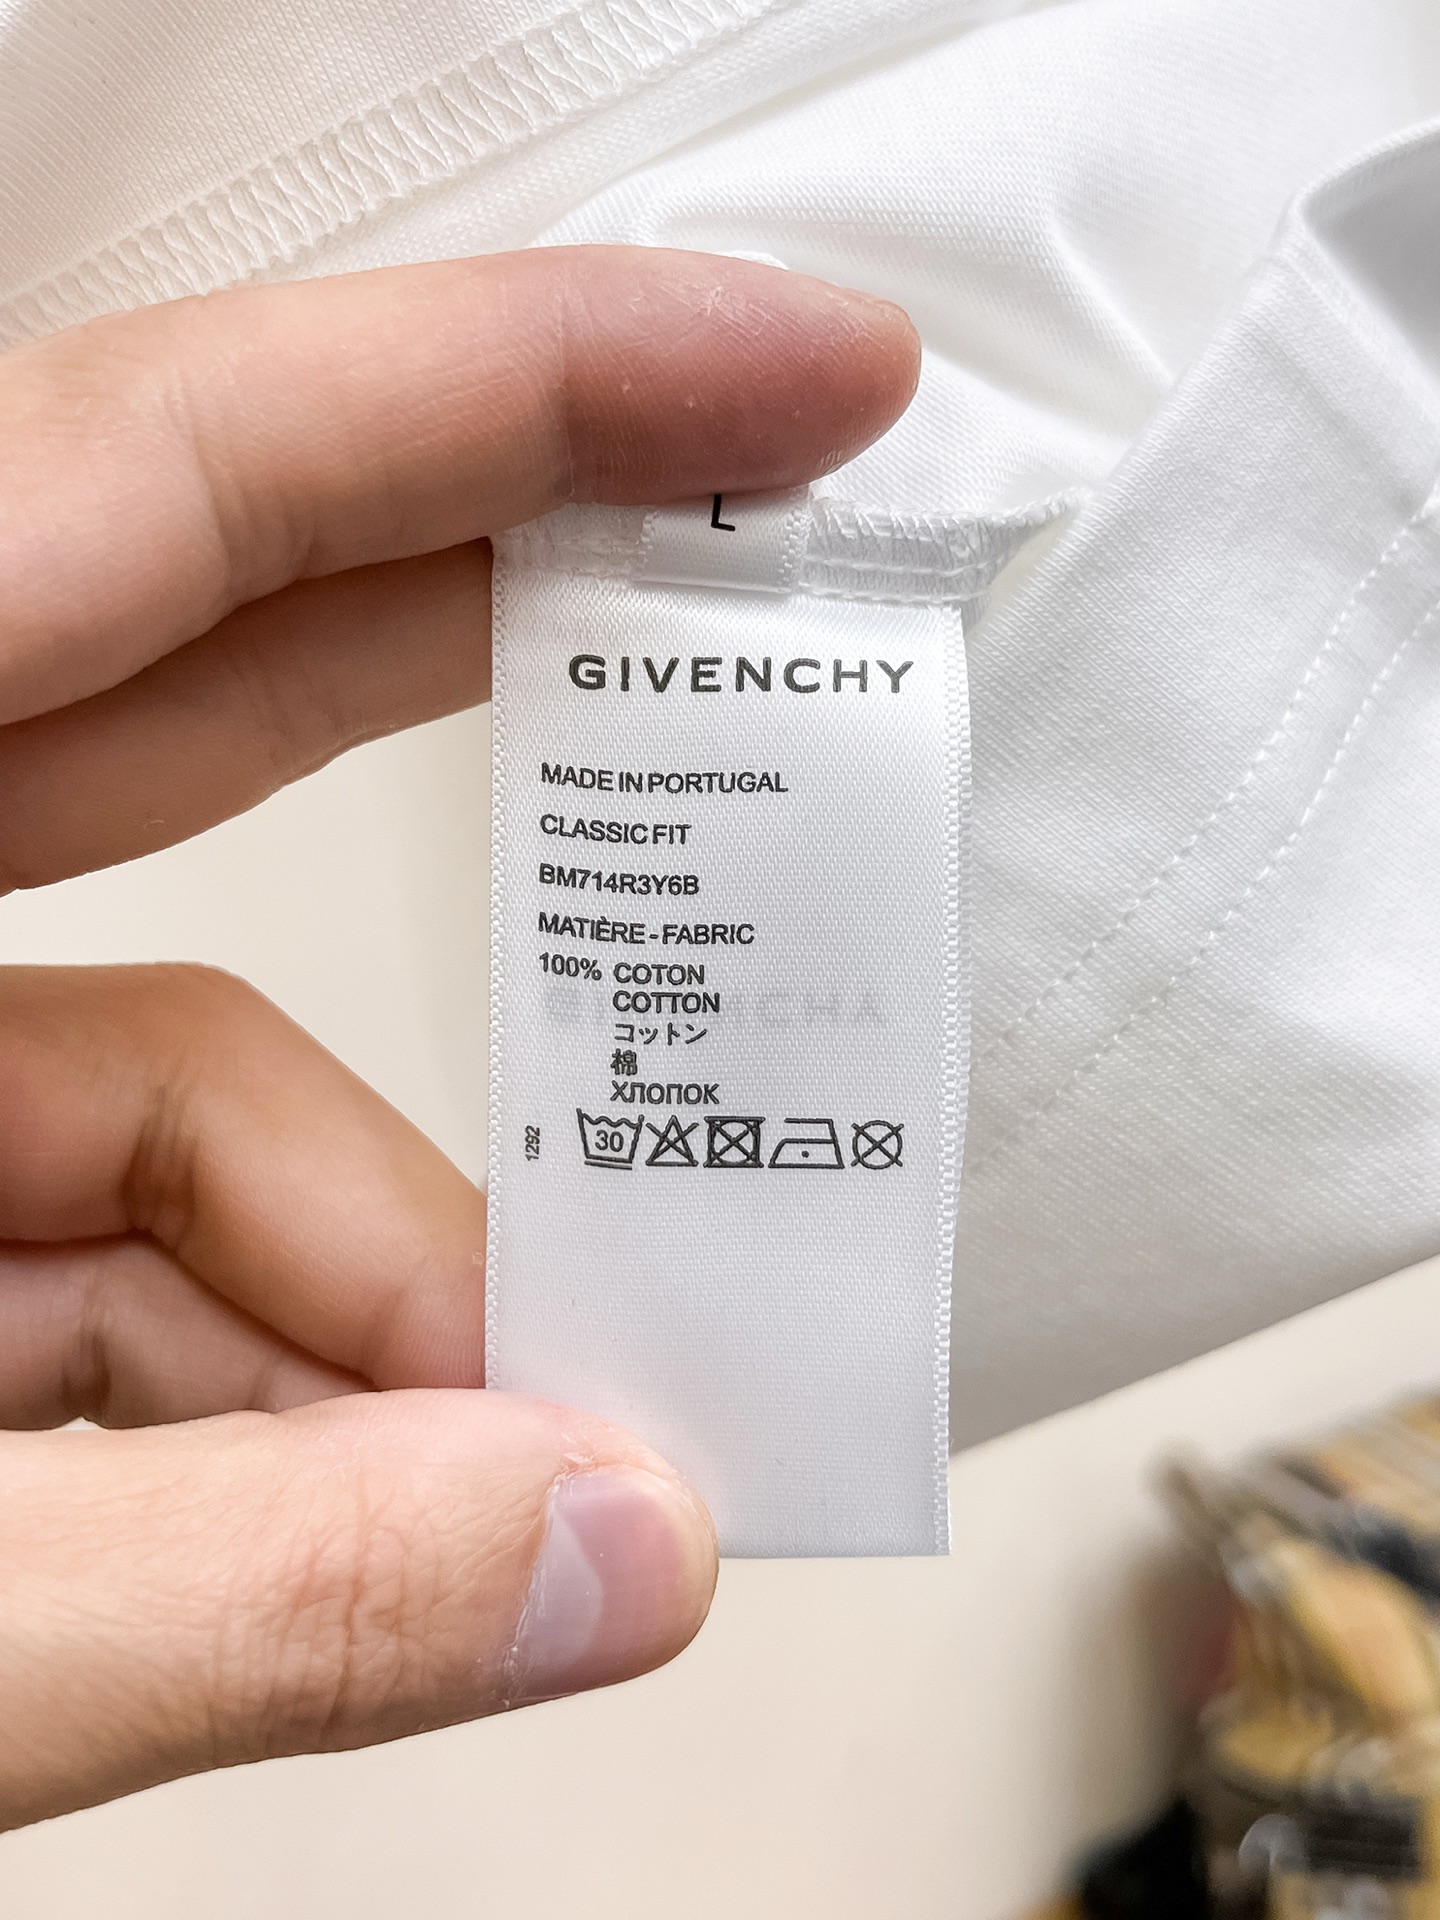 L
GIVENCHY
MADE IN PORTUGAL
CLASSIC FIT
BM714R3Y6B
MATIÈRE - FABRIC
100% COTON
COTTON
コットン
棉
ХЛОПОК
1292
30